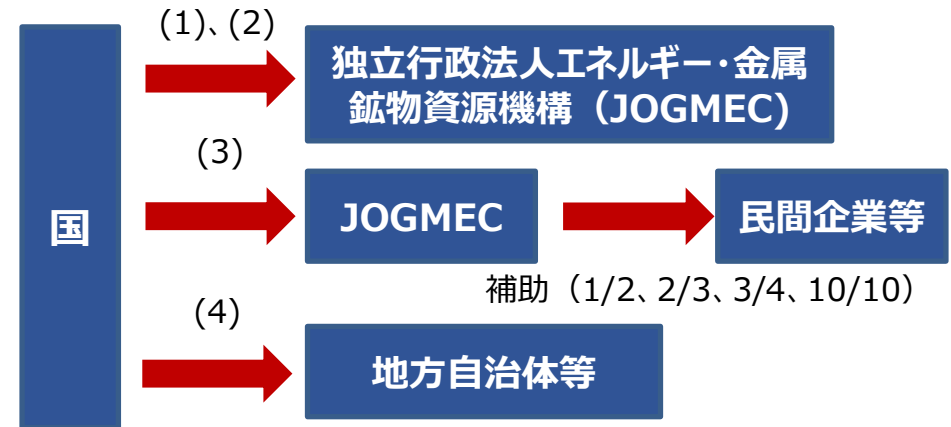 (1)、(2)
独立行政法人エネルギー・金属
鉱物資源機構（JOGMEC)
(3)
国
JOGMEC
民間企業等
補助（1/2、2/3、3/4、10/10）
(4)
地方自治体等